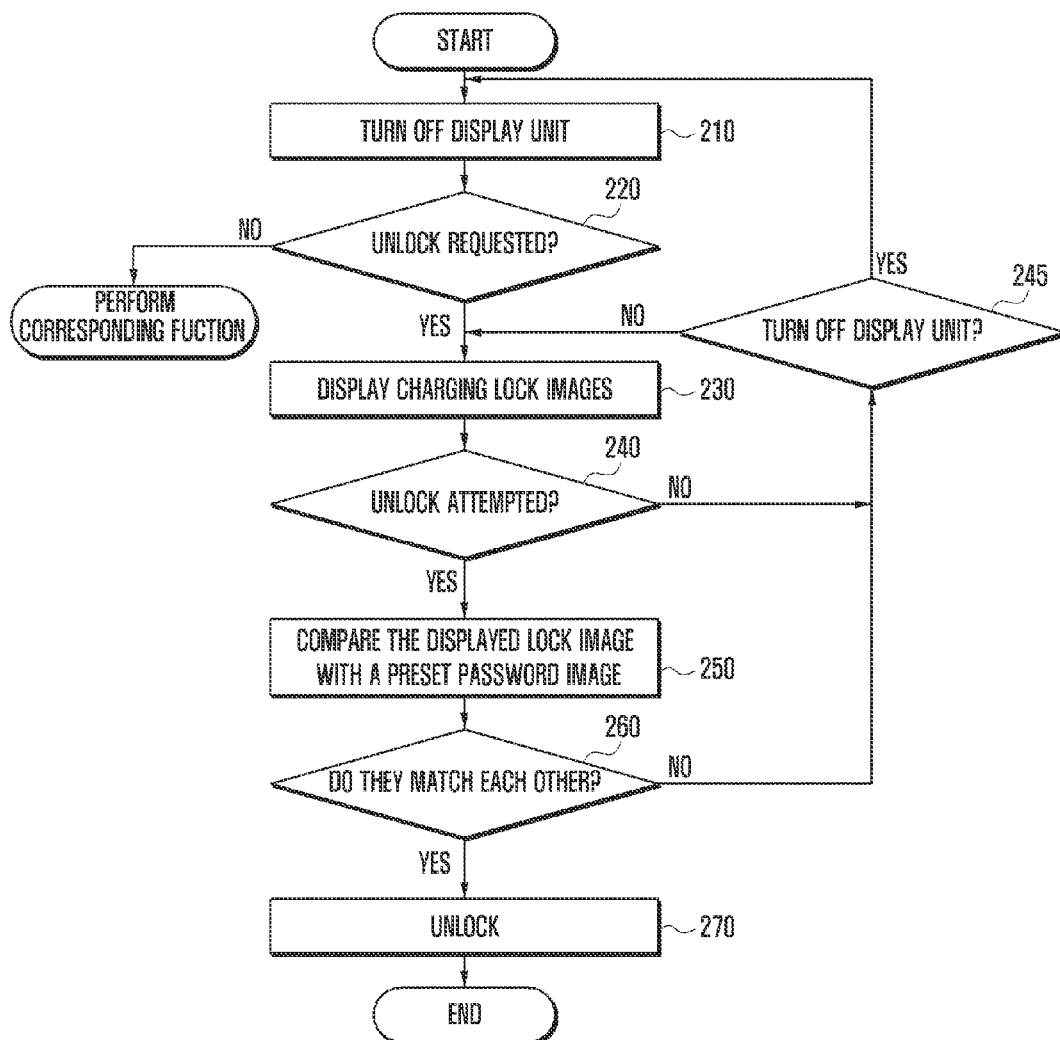 START
TURN OFF DISPLAY UNIT
210
220
UNLOCK REQUESTED?
NO
PERFORM
CORRESPONDING FUCTION
YES
YES
245
TURN OFF DISPLAY UNIT?
NO
DISPLAY CHARGING LOCK IMAGES
230
240
UNLOCK ATTEMPTED?
NO
YES
COMPARE THE DISPLAYED LOCK IMAGE
WITH A PRESET PASSWORD IMAGE
250
260
DO THEY MATCH EACH OTHER?
NO
YES
UNLOCK
270
END